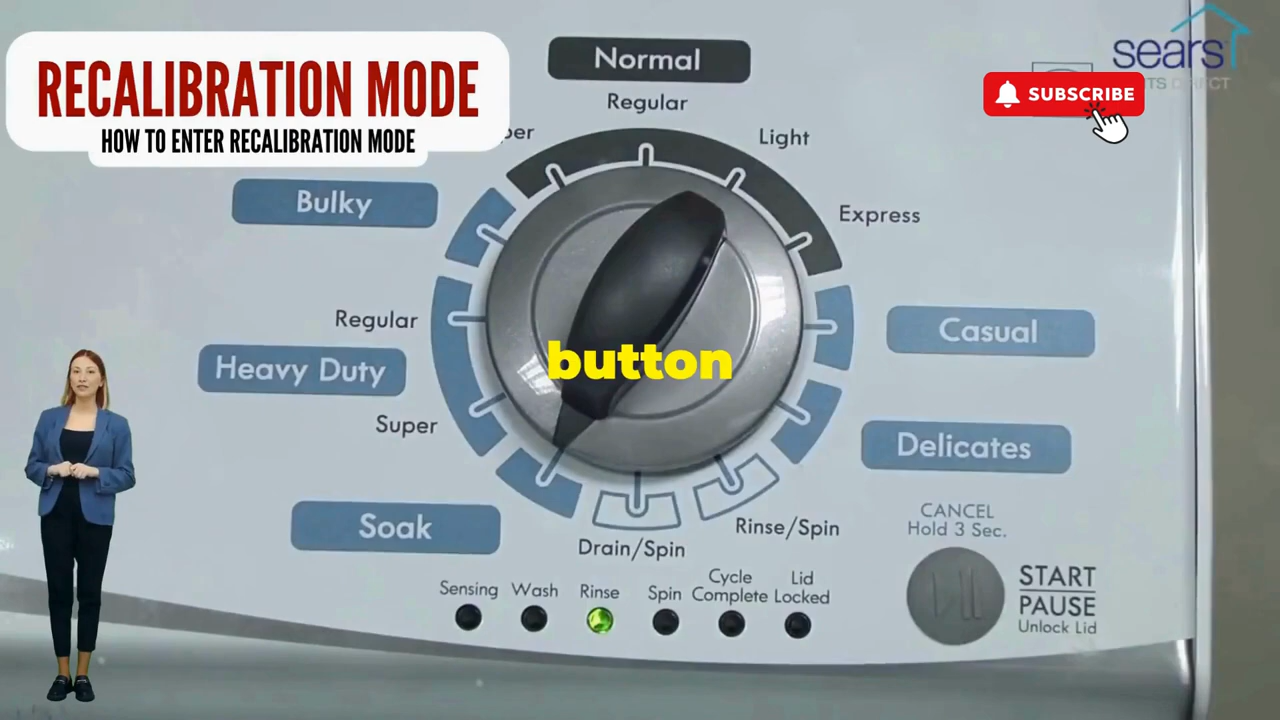 RECALIBRATION MODE
HOW TO ENTER RECALIBRATION MODE
sears
DIRECT
SUBSCRIBE
Normal
Regular
Light
Express
Bulky
Regular
Heavy Duty
Super
Soak
Casual
Delicates
Rinse/Spin
Drain/Spin
button
Sensing
Wash
Rinse
Spin
Cycle
Complete
Lid
Locked
CANCEL
Hold 3 Sec.
START
PAUSE
Unlock Lid